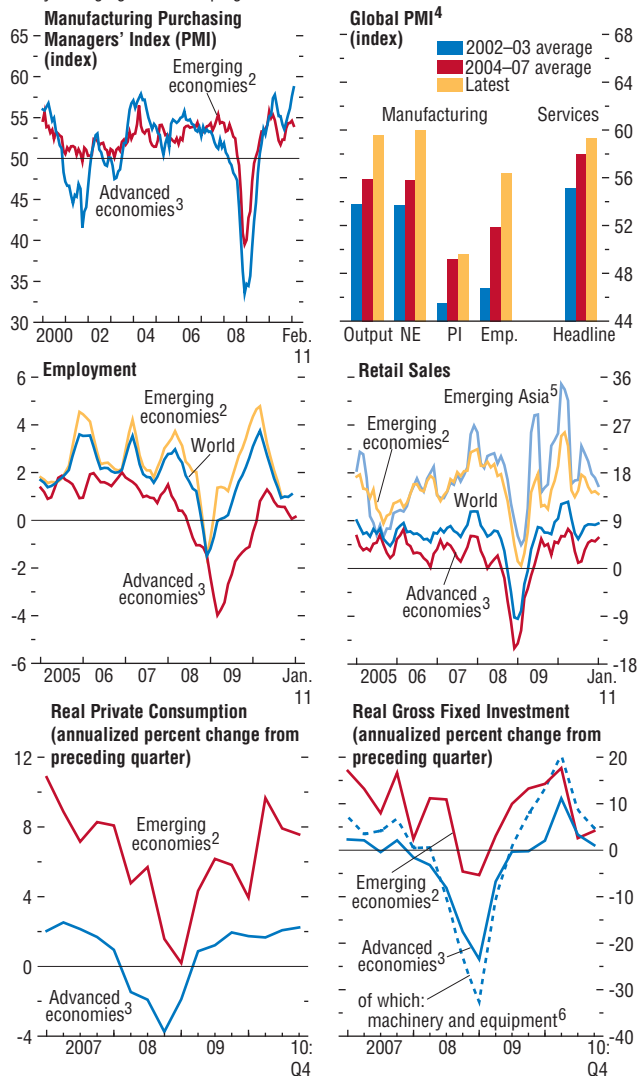 Manufacturing Purchasing
Managers' Index (PMI)
(index)
65
60
55
50
45
40
35
30
Emerging
economies2
Advanced
economies3
2000 02 04 06 08 Feb.
11
Global PMI4
(index)
68
64
60
56
52
48
44
2002–03 average
2004–07 average
Latest
Manufacturing
Services
Output NE PI Emp. Headline
Employment
6
4
2
0
-2
-4
-6
Emerging
economies2
World
Advanced
economies3
2005 06 07 08 09 Jan.
11
Retail Sales
36
27
18
9
0
-9
-18
Emerging Asia5
Emerging
economies2
World
Advanced
economies3
2005 06 07 08 09 Jan.
11
Real Private Consumption
(annualized percent change from
preceding quarter)
12
8
4
0
-4
Emerging
economies2
Advanced
economies3
2007 08 09 10:
Q4
Real Gross Fixed Investment
(annualized percent change from
preceding quarter)
20
10
0
-10
-20
-30
-40
Emerging
economies2
Advanced
economies3
of which:
machinery and equipment6
2007 08 09 10:
Q4